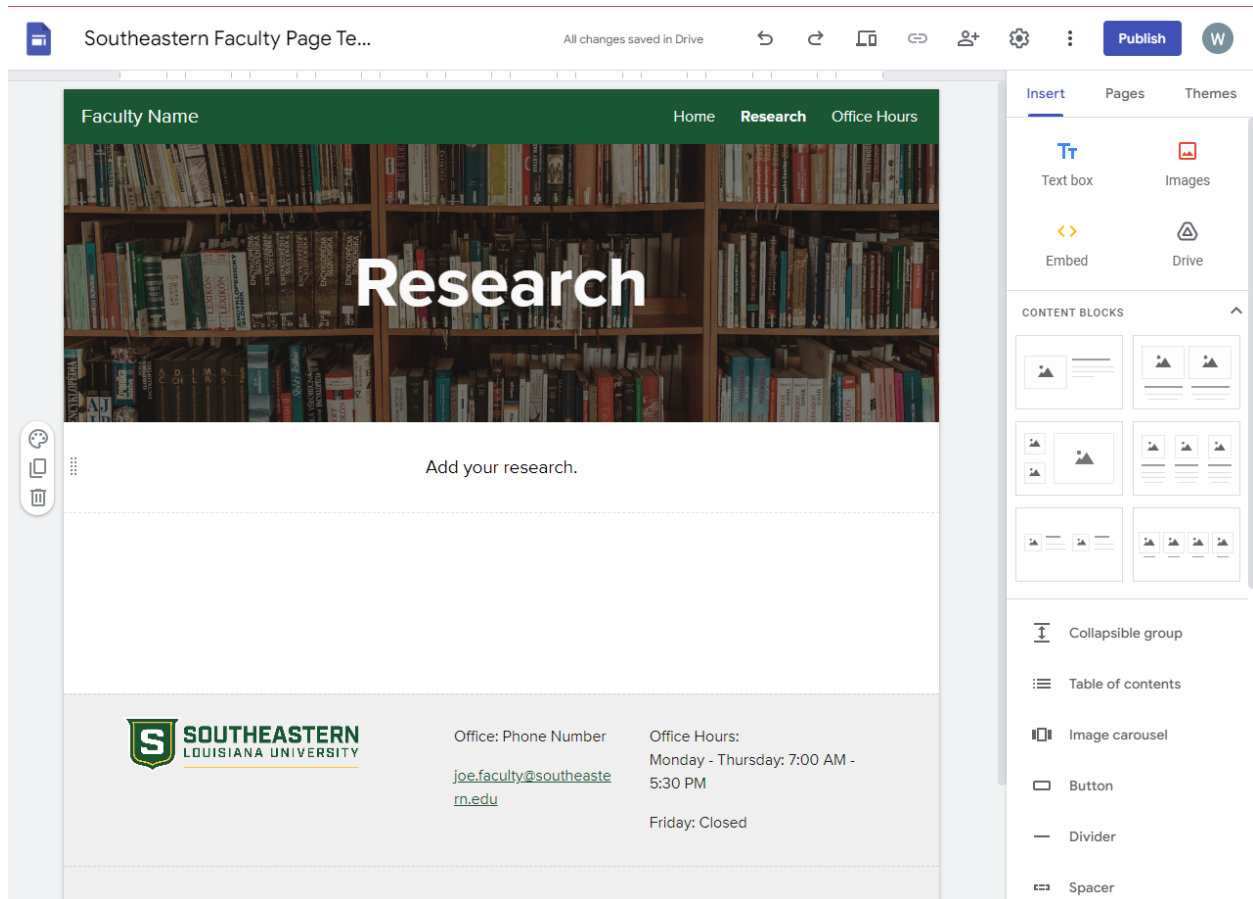 Southeastern Faculty Page Te...
All changes saved in Drive
Publish
W
Insert
Pages
Themes
Faculty Name
Home
Research
Office Hours
Text box
Images
Embed
Drive
Research
CONTENT BLOCKS
Add your research.
Collapsible group
Table of contents
Image carousel
Button
Divider
Spacer
S
SOUTHEASTERN
LOUISIANA UNIVERSITY
Office: Phone Number
joe.faculty@southeaste
rn.edu
Office Hours:
Monday - Thursday: 7:00 AM -
5:30 PM
Friday: Closed